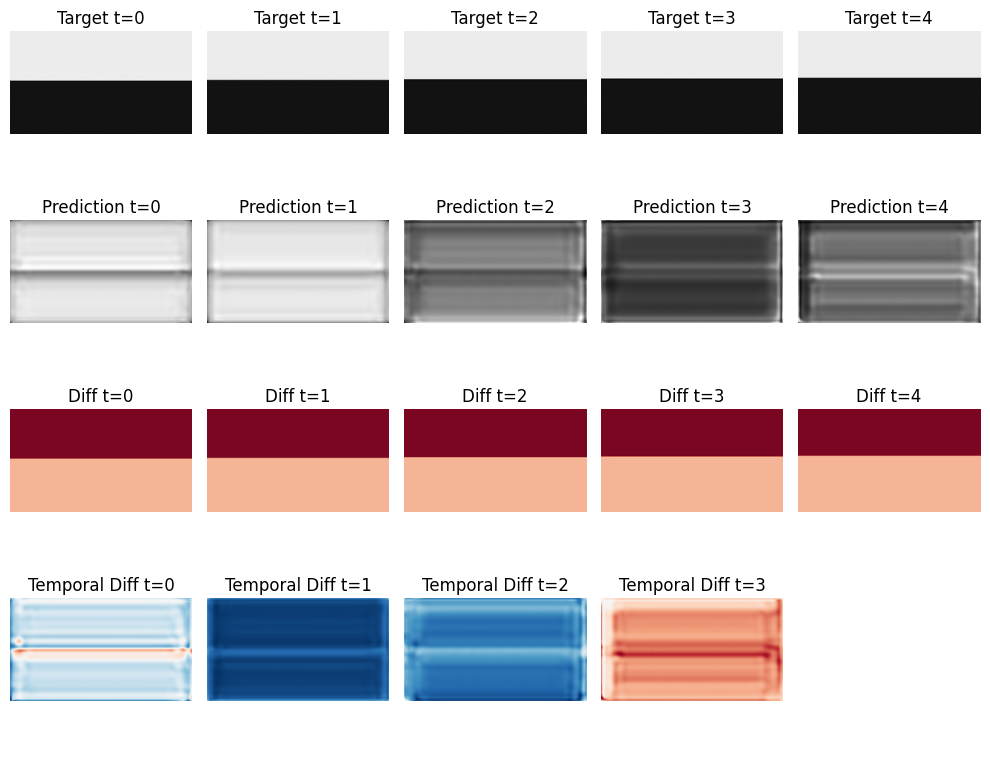 Target t=0
Target t=1
Target t=2
Target t=3
Target t=4
Prediction t=0
Prediction t=1
Prediction t=2
Prediction t=3
Prediction t=4
Diff t=0
Diff t=1
Diff t=2
Diff t=3
Diff t=4
Temporal Diff t=0
Temporal Diff t=1
Temporal Diff t=2
Temporal Diff t=3